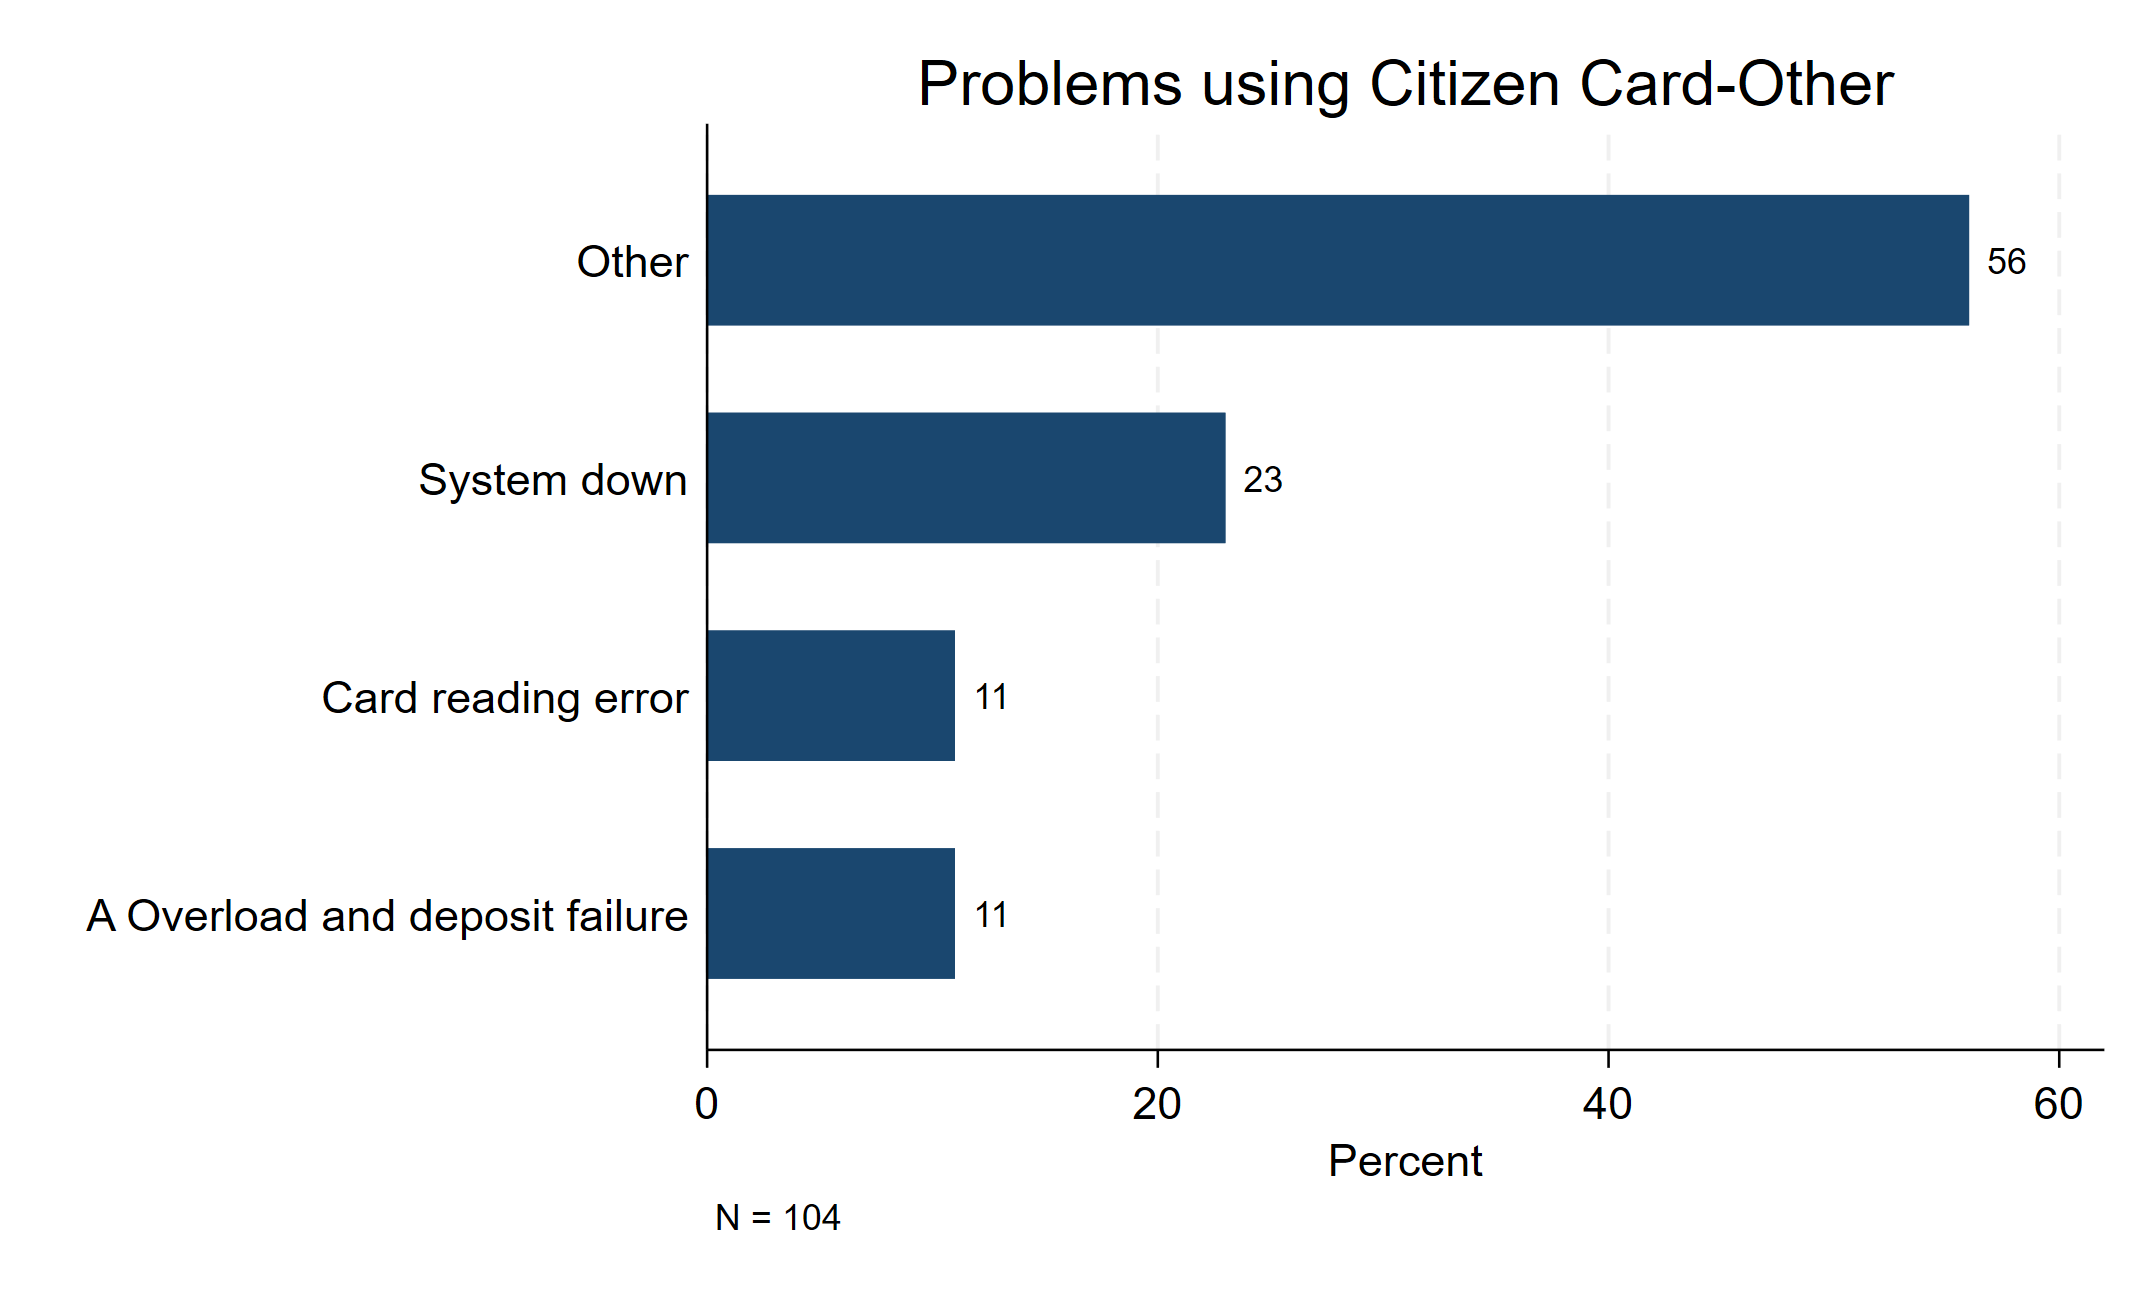 Problems using Citizen Card-Other
Other
56
System down
23
Card reading error
11
A Overload and deposit failure
11
0 20 40 60
Percent
N = 104